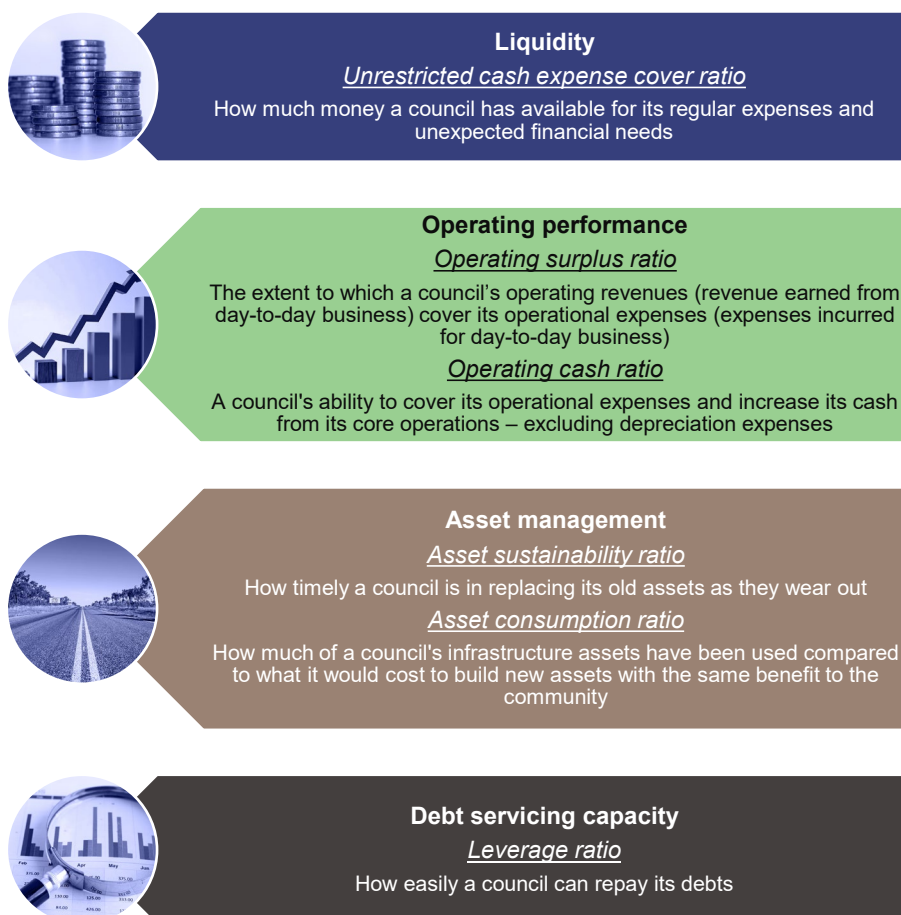 Liquidity
Unrestricted cash expense cover ratio
How much money a council has available for its regular expenses and
unexpected financial needs
Operating performance
Operating surplus ratio
The extent to which a council’s operating revenues (revenue earned from
day-to-day business) cover its operational expenses (expenses incurred
for day-to-day business)
Operating cash ratio
A council's ability to cover its operational expenses and increase its cash
from its core operations – excluding depreciation expenses
Asset management
Asset sustainability ratio
How timely a council is in replacing its old assets as they wear out
Asset consumption ratio
How much of a council's infrastructure assets have been used compared
to what it would cost to build new assets with the same benefit to the
community
Debt servicing capacity
Leverage ratio
How easily a council can repay its debts